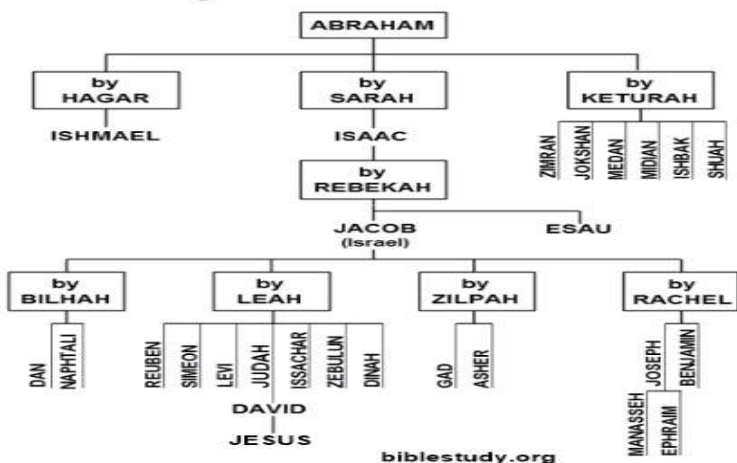 ABRAHAM
by
HAGAR
by
SARAH
by
KETURAH
ISHMAEL
ISAAC
ZIMRAN
JOKSHAN
MEDAN
MIDIAN
ISHBAK
SHUAH
by
REBEKAH
JACOB
(Israel)
ESAU
by
BILHAH
by
LEAH
by
ZILPAH
by
RACHEL
DAN
NAPHTALI
REUBEN
SIMEON
LEVI
JUDAH
ISSACHAR
ZEBULUN
DINAH
GAD
ASHER
JOSEPH
BENJAMIN
MANASSEH
EPHRAIM
DAVID
JESUS
biblestudy.org